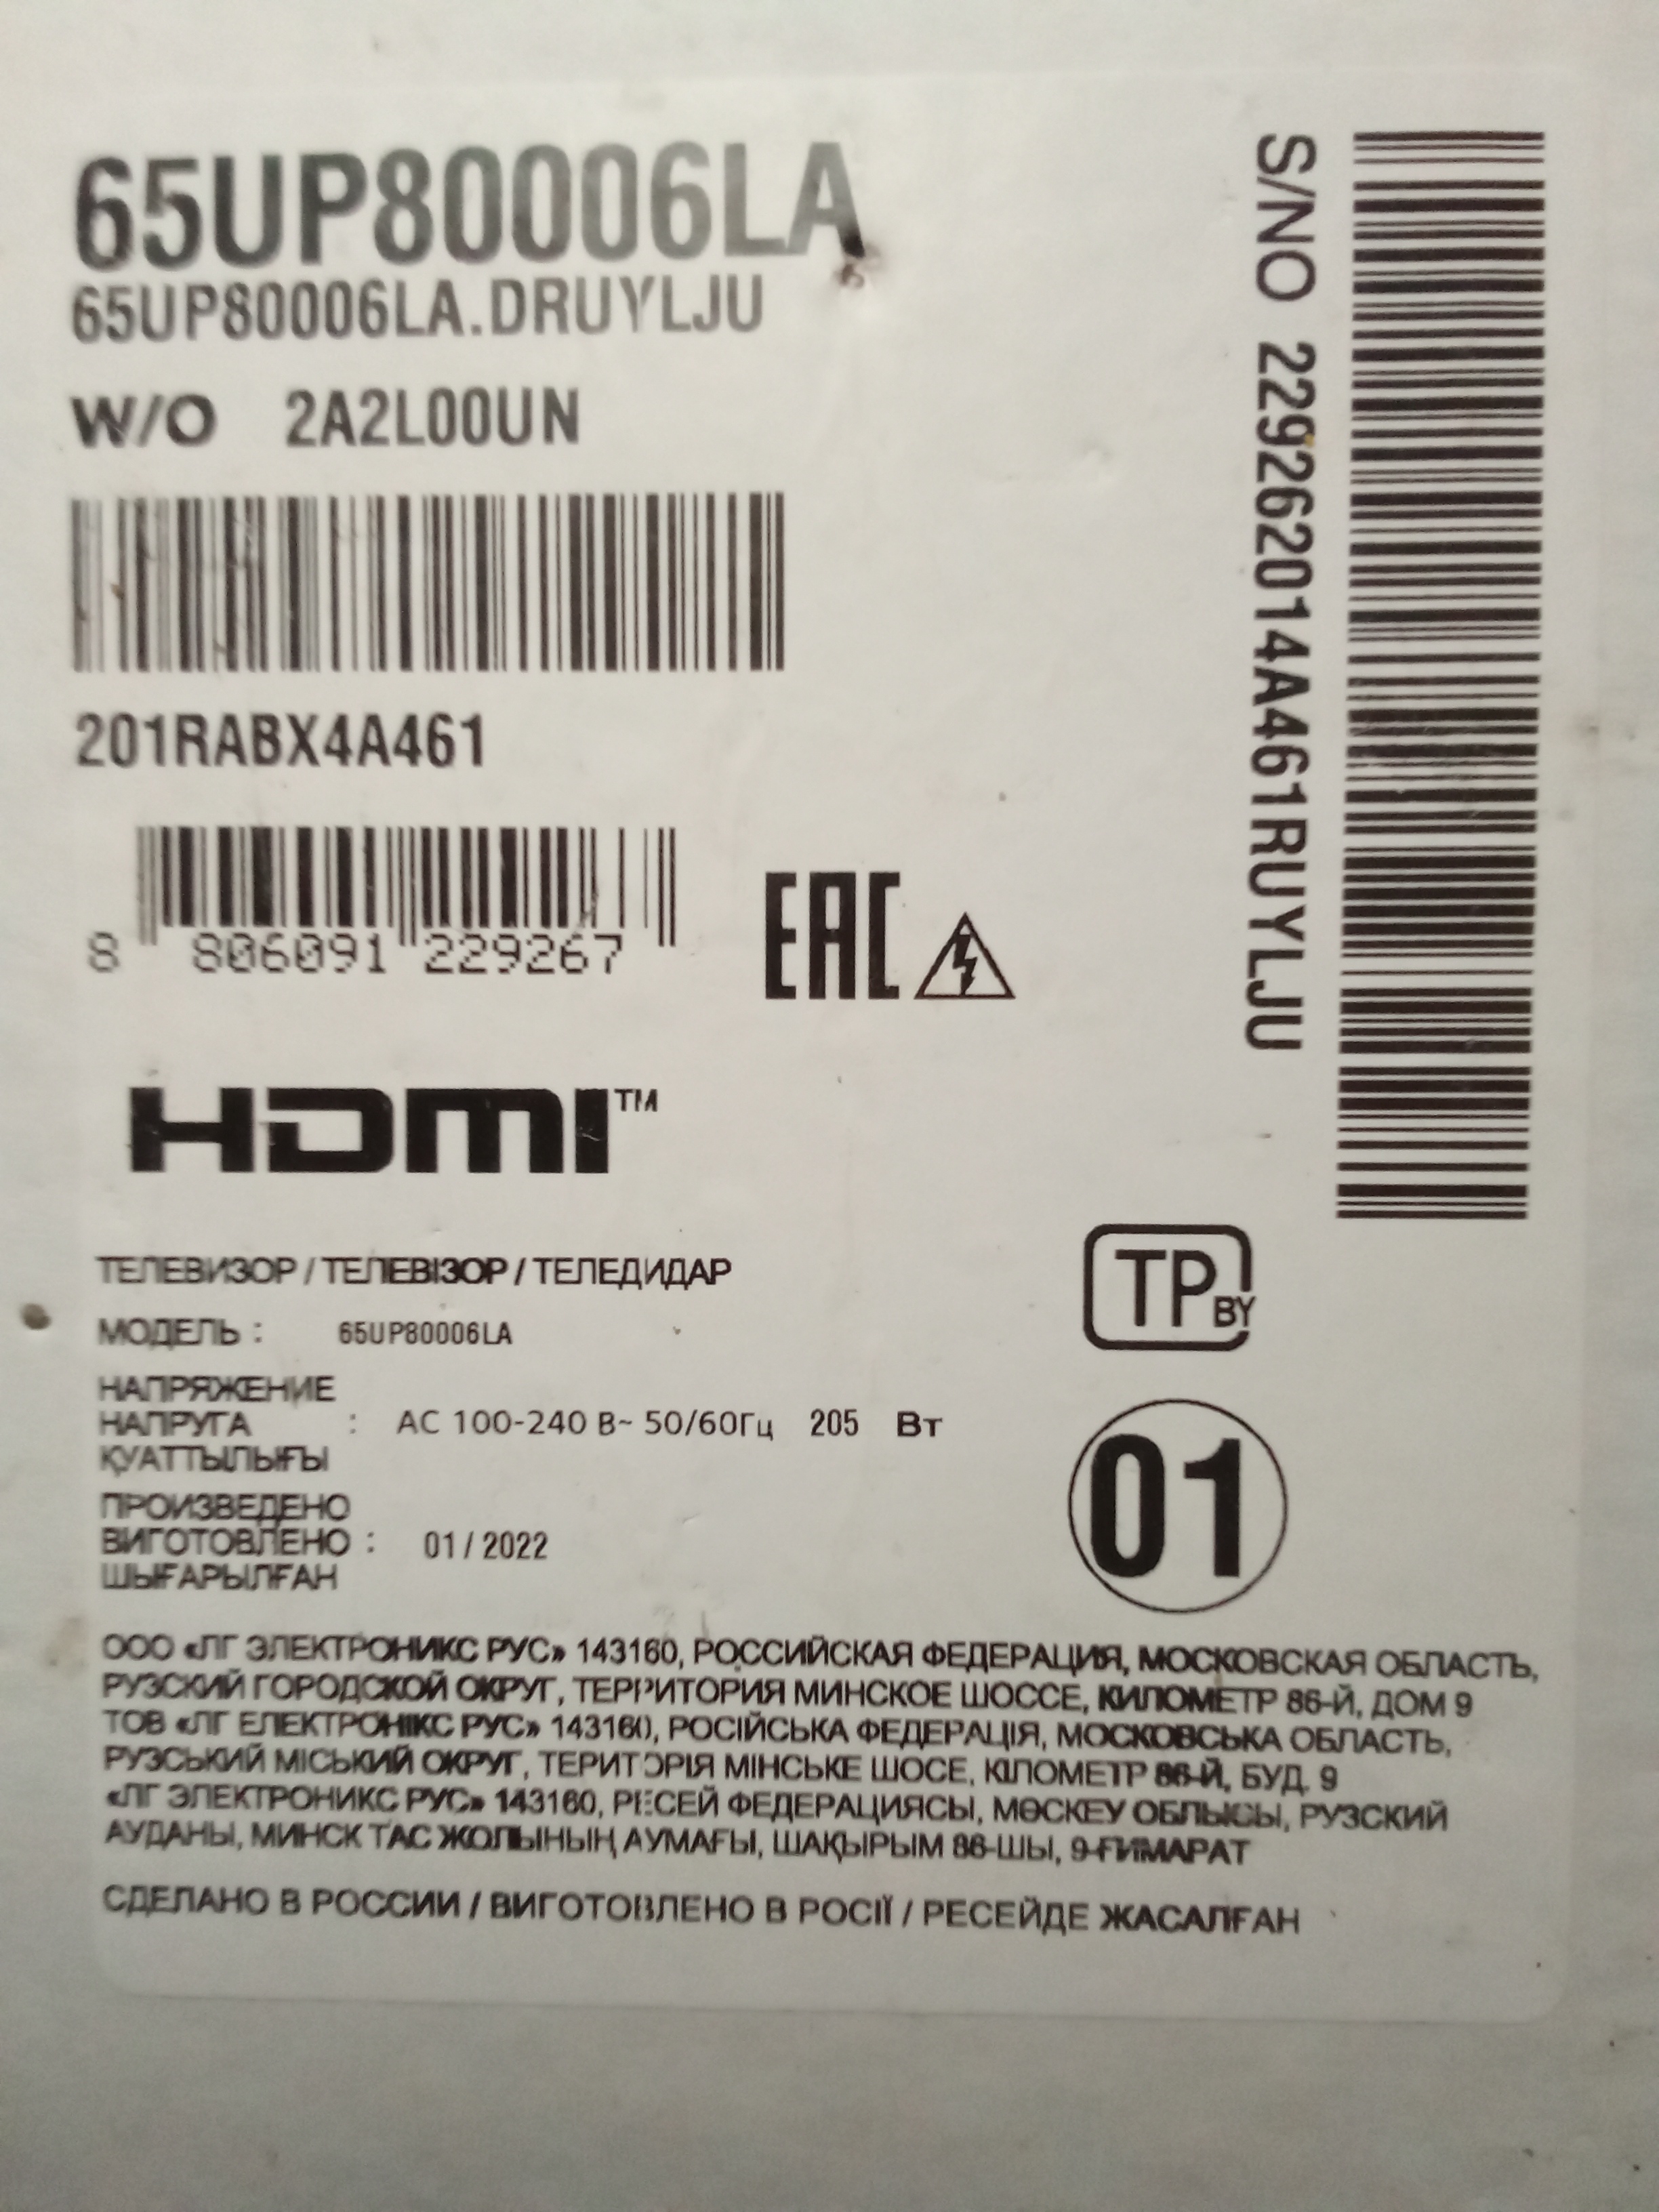 65UP80006LA
65UP80006LA.DRUYLJU
W/O 2A2L00UN
201RABX4A461
8 806091 229267
EAC
S/NO 229262014A461RUYLJU
HDMI™
ТЕЛЕВИЗОР / ТЕЛЕВІЗОР / ТЕЛЕДИДАР
МОДЕЛЬ : 65UP80006LA
НАПРЯЖЕНИЕ
НАПРУГА : АС 100-240 В~ 50/60Гц 205 Вт
ҚУАТТЫЛЫҒЫ
ПРОИЗВЕДЕНО
ВИГОТОВЛЕНО : 01 / 2022
ШЫҒАРЫЛҒАН
TP BY
01
ООО «ЛГ ЭЛЕКТРОНИКС РУС» 143160, РОССИЙСКАЯ ФЕДЕРАЦИЯ, МОСКОВСКАЯ ОБЛАСТЬ,
РУЗСКИЙ ГОРОДСКОЙ ОКРУГ, ТЕРРИТОРИЯ МИНСКОЕ ШОССЕ, КИЛОМЕТР 86-Й, ДОМ 9
ТОВ «ЛГ ЕЛЕКТРОНІКС РУС» 143160, РОСІЙСЬКА ФЕДЕРАЦІЯ, МОСКОВСЬКА ОБЛАСТЬ,
РУЗСЬКИЙ МІСЬКИЙ ОКРУГ, ТЕРИТОРІЯ МІНСЬКЕ ШОСЕ, КІЛОМЕТР 86-Й, БУД. 9
«ЛГ ЭЛЕКТРОНИКС РУС» 143160, РЕСЕЙ ФЕДЕРАЦИЯСЫ, МӘСКЕУ ОБЛЫСЫ, РУЗСКИЙ
АУДАНЫ, МИНСК ТАС ЖОЛЫНЫҢ АУМАҒЫ, ШАҚЫРЫМ 86-ШЫ, 9-ҒИМАРАТ
СДЕЛАНО В РОССИИ / ВИГОТОВЛЕНО В РОСІЇ / РЕСЕЙДЕ ЖАСАЛҒАН